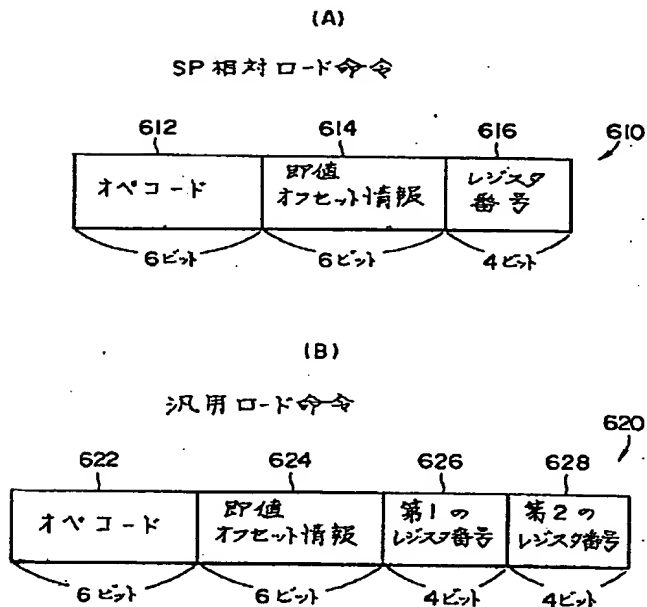 (A)
SP相対ロード命令
612 614 616 610
オペコード
即値
オフセット情報
レジスタ
番号
6ビット 6ビット 4ビット
(B)
汎用ロード命令
620
622 624 626 628
オペコード
即値
オフセット情報
第1の
レジスタ番号
第2の
レジスタ番号
6ビット 6ビット 4ビット 4ビット